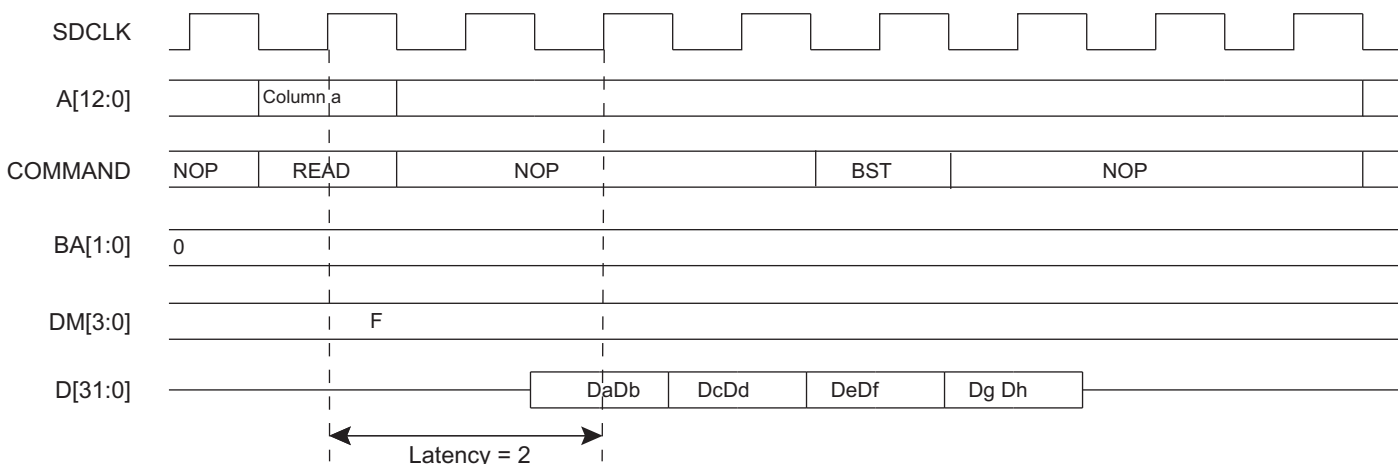 SDCLK
A[12:0] Column a
COMMAND NOP READ NOP BST NOP
BA[1:0] 0
DM[3:0] F
D[31:0] DaDb DcDd DeDf Dg Dh
Latency = 2